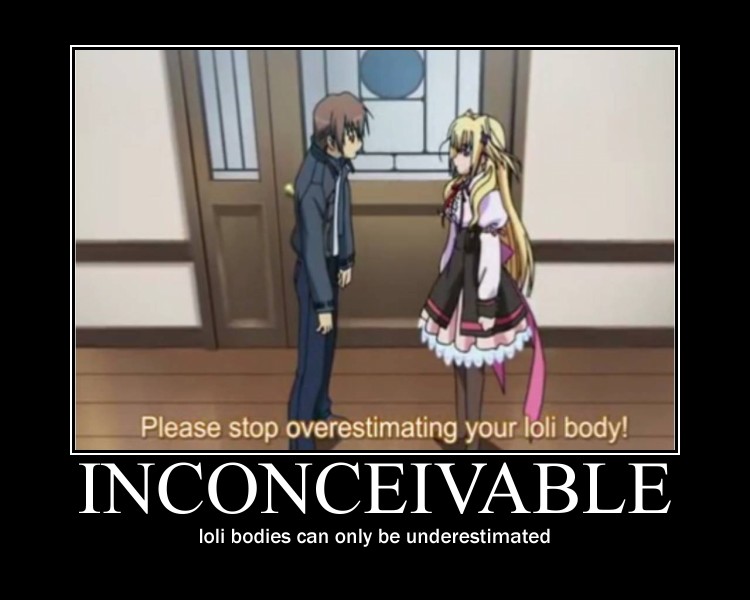 Please stop overestimating your loli body!
INCONCEIVABLE
loli bodies can only be underestimated